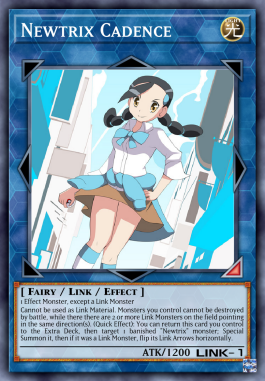 Newtrix Cadence
光
[ Fairy / Link / Effect ]
1 Effect Monster, except a Link Monster
Cannot be used as Link Material. Monsters you control cannot be destroyed
by battle, while there are 2 or more Link Monsters on the field pointing
in the same direction(s). (Quick Effect): You can return this card you control
to the Extra Deck, then target 1 banished "Newtrix" monster; Special
Summon it, then if it was a Link Monster, flip its Link Arrows horizontally.
ATK/1200 LINK-1